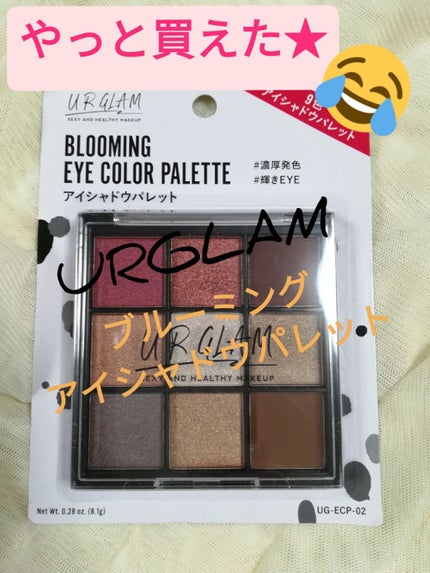 やっと買えた★
URGLAM
SEXY AND HEALTHY MAKEUP
9色
アイシャドウパレット
BLOOMING
EYE COLOR PALETTE
アイシャドウパレット
#濃厚発色
#輝きEYE
URGLAM
ブルーミング
アイシャドウパレット
URGLAM
SEXY AND HEALTHY MAKEUP
Net Wt. 0.28 oz. (8.1g)
UG-ECP-02